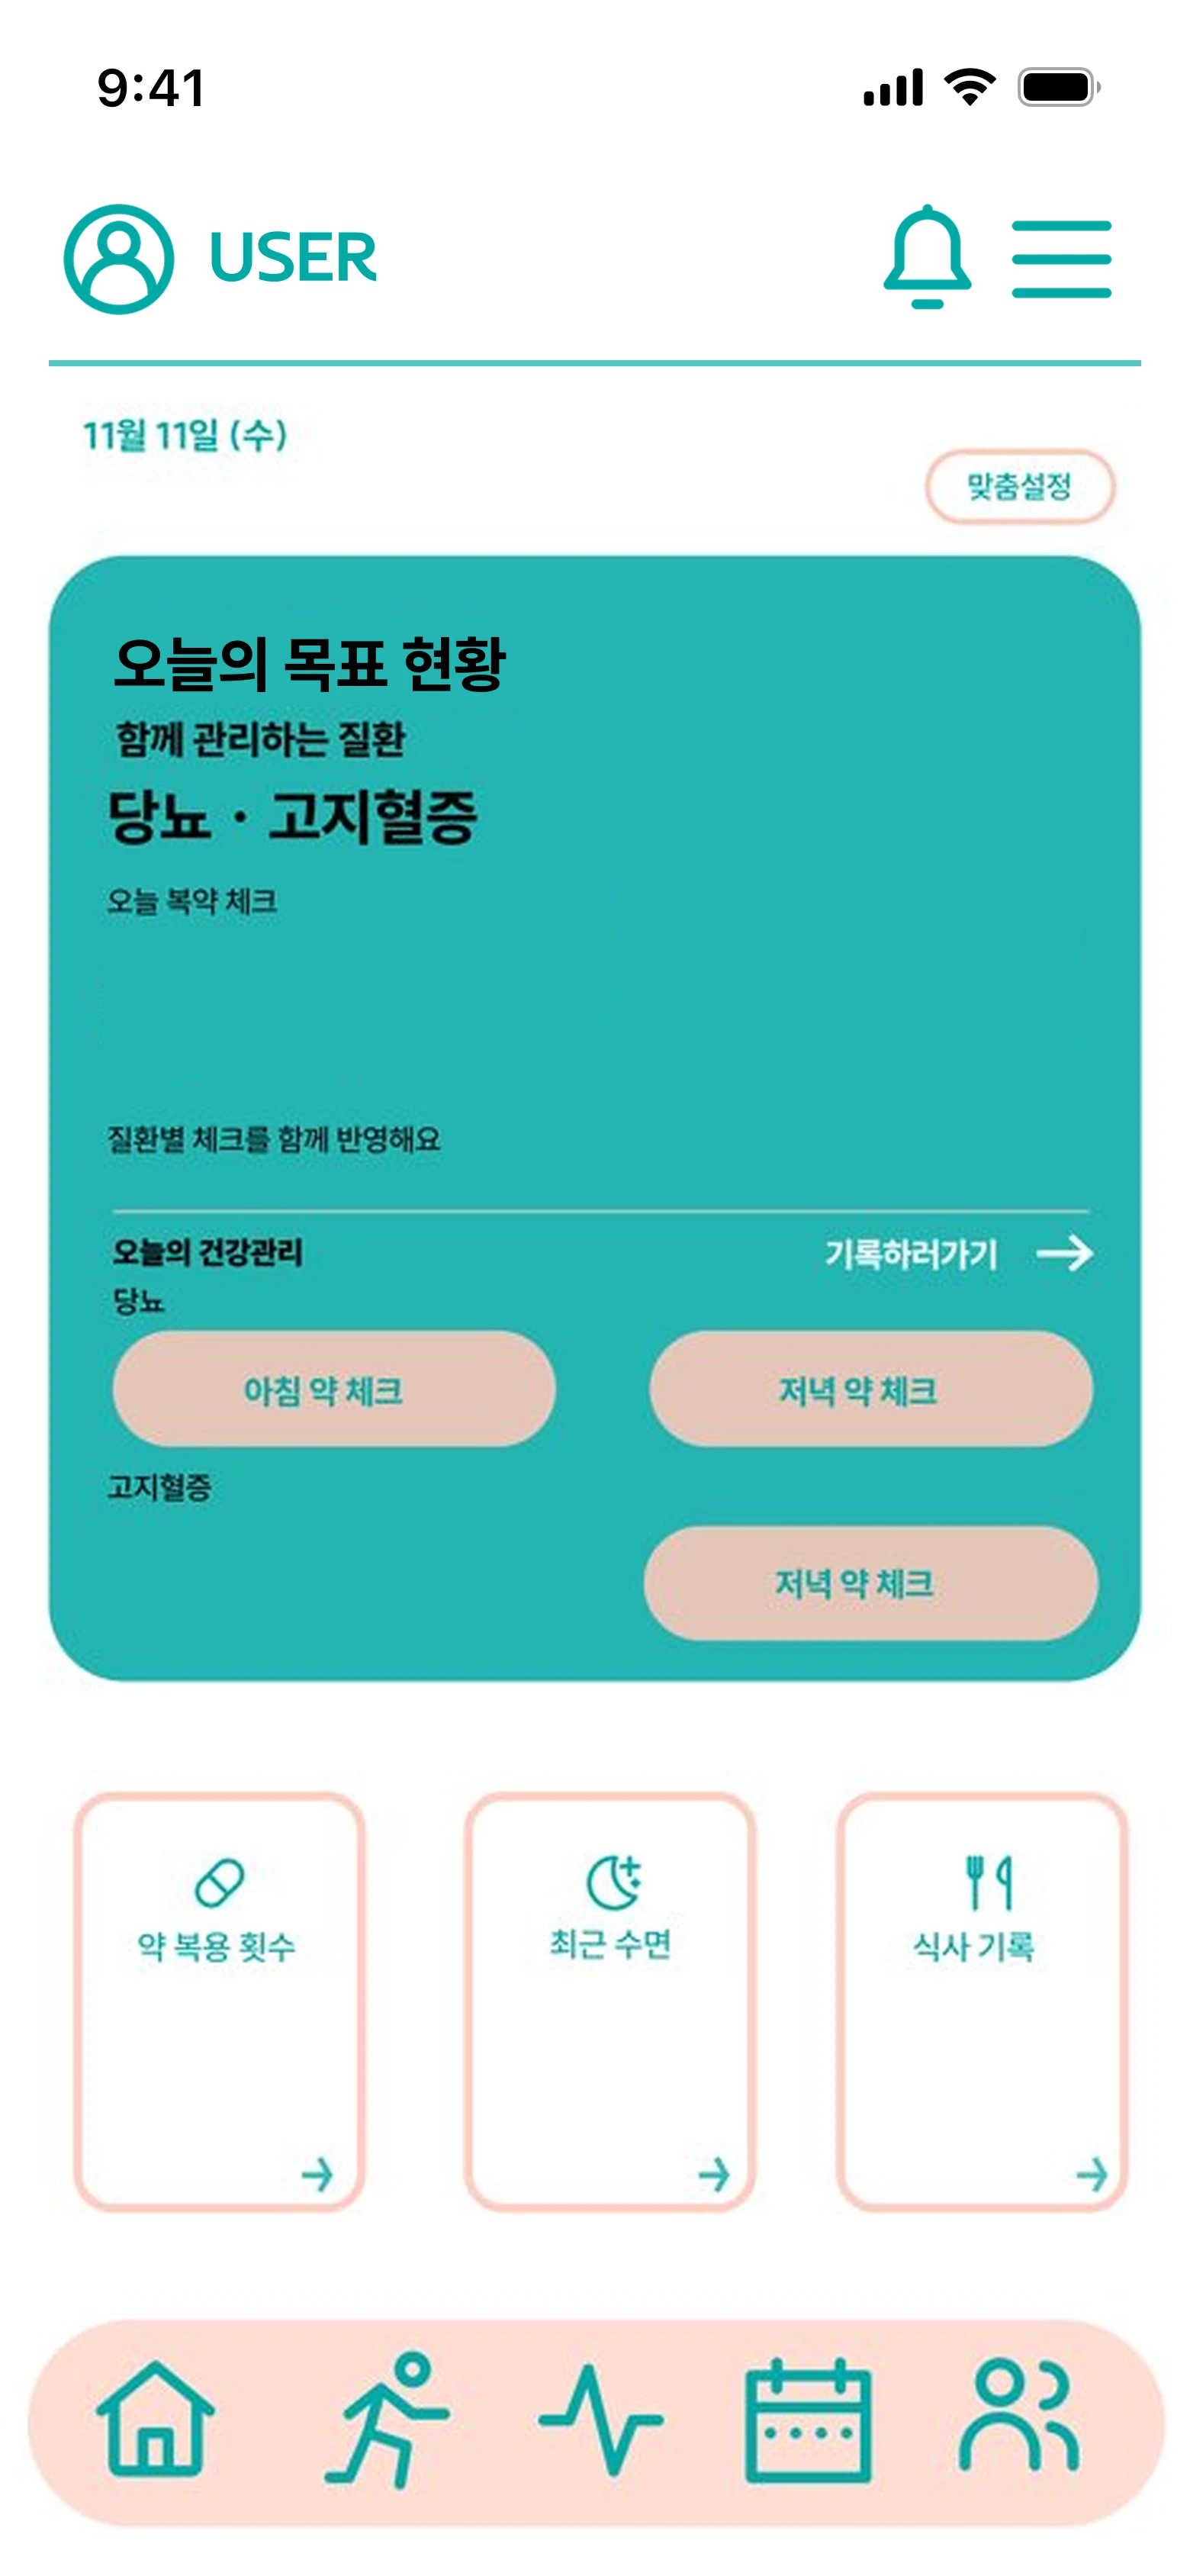 9:41
USER
11월 11일 (수)
맞춤설정
오늘의 목표 현황
함께 관리하는 질환
당뇨 · 고지혈증
오늘 복약 체크
질환별 체크를 함께 반영해요
오늘의 건강관리 기록하러가기 →
당뇨
아침 약 체크 저녁 약 체크
고지혈증
저녁 약 체크
약 복용 횟수 최근 수면 식사 기록